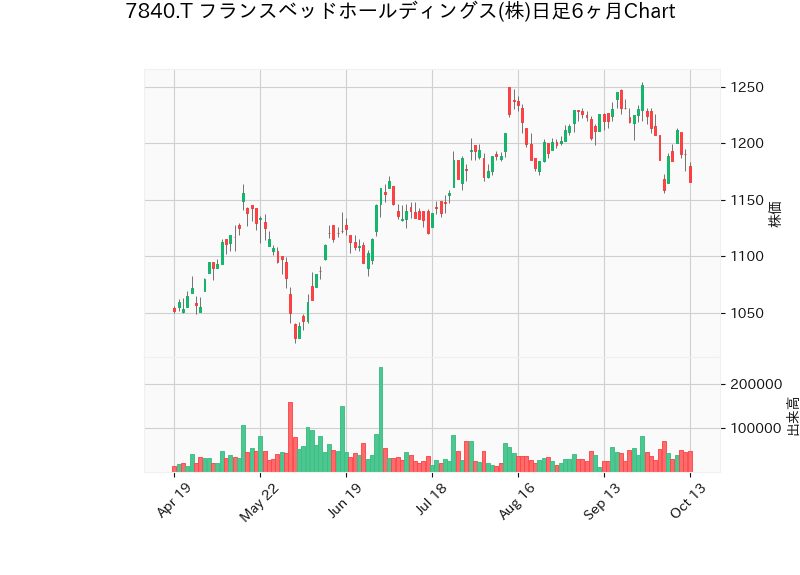 7840.T フランスベッドホールディングス(株)日足6ヶ月Chart
1250
1200
1150
1100
1050
株価
200000
100000
出来高
Apr 19
May 22
Jun 19
Jul 18
Aug 16
Sep 13
Oct 13